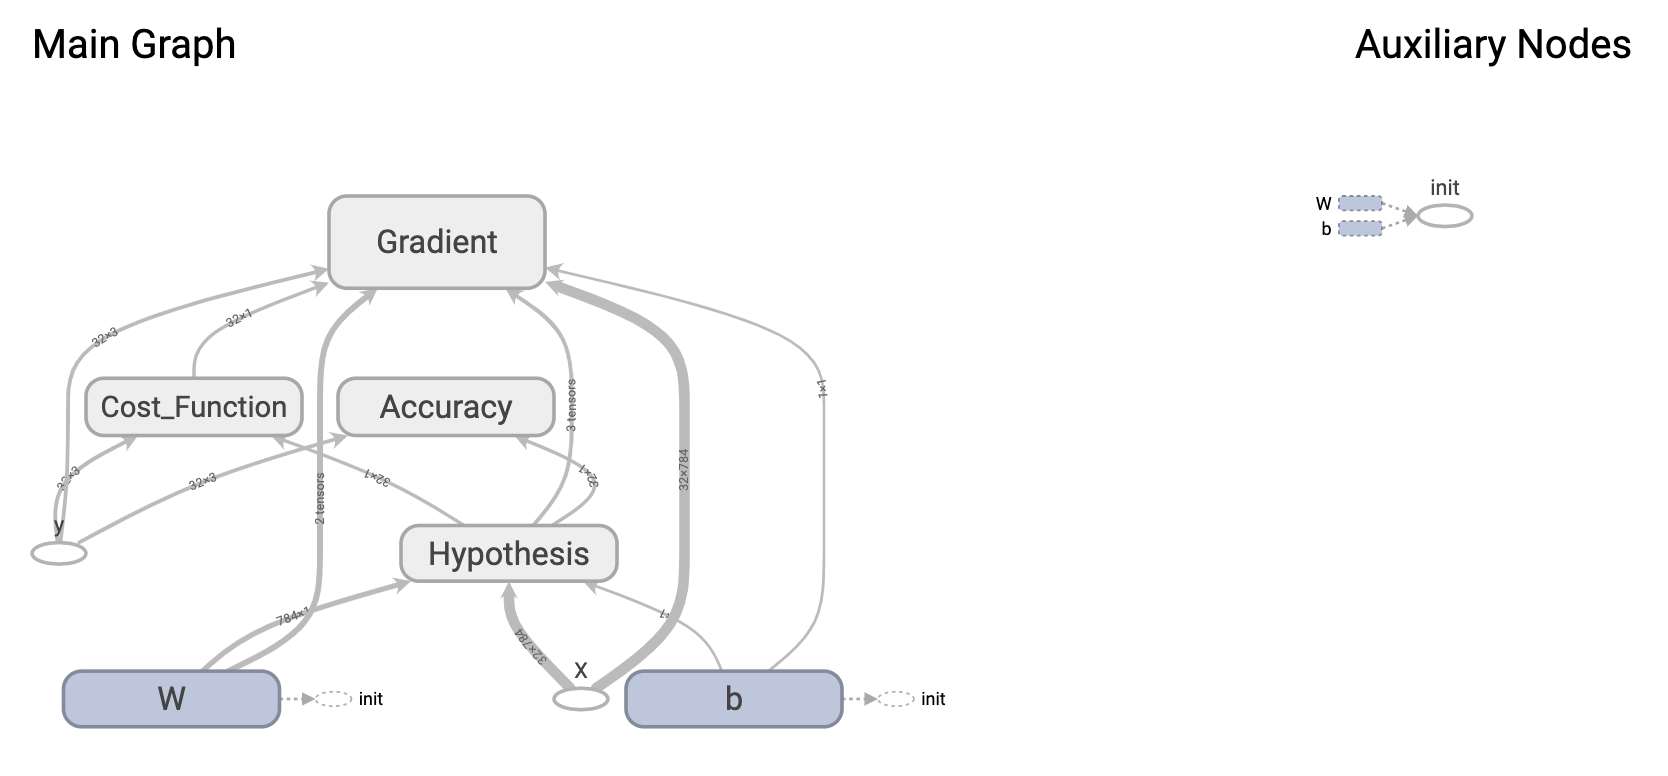 Main Graph
Auxiliary Nodes
init
W
b
Gradient
32×3
32×1
1×1
3 tensors
Cost_Function
Accuracy
32×784
32×3
32×3
32×1
32×1
2 tensors
y
Hypothesis
784×1
1
32×784
x
W
init
b
init